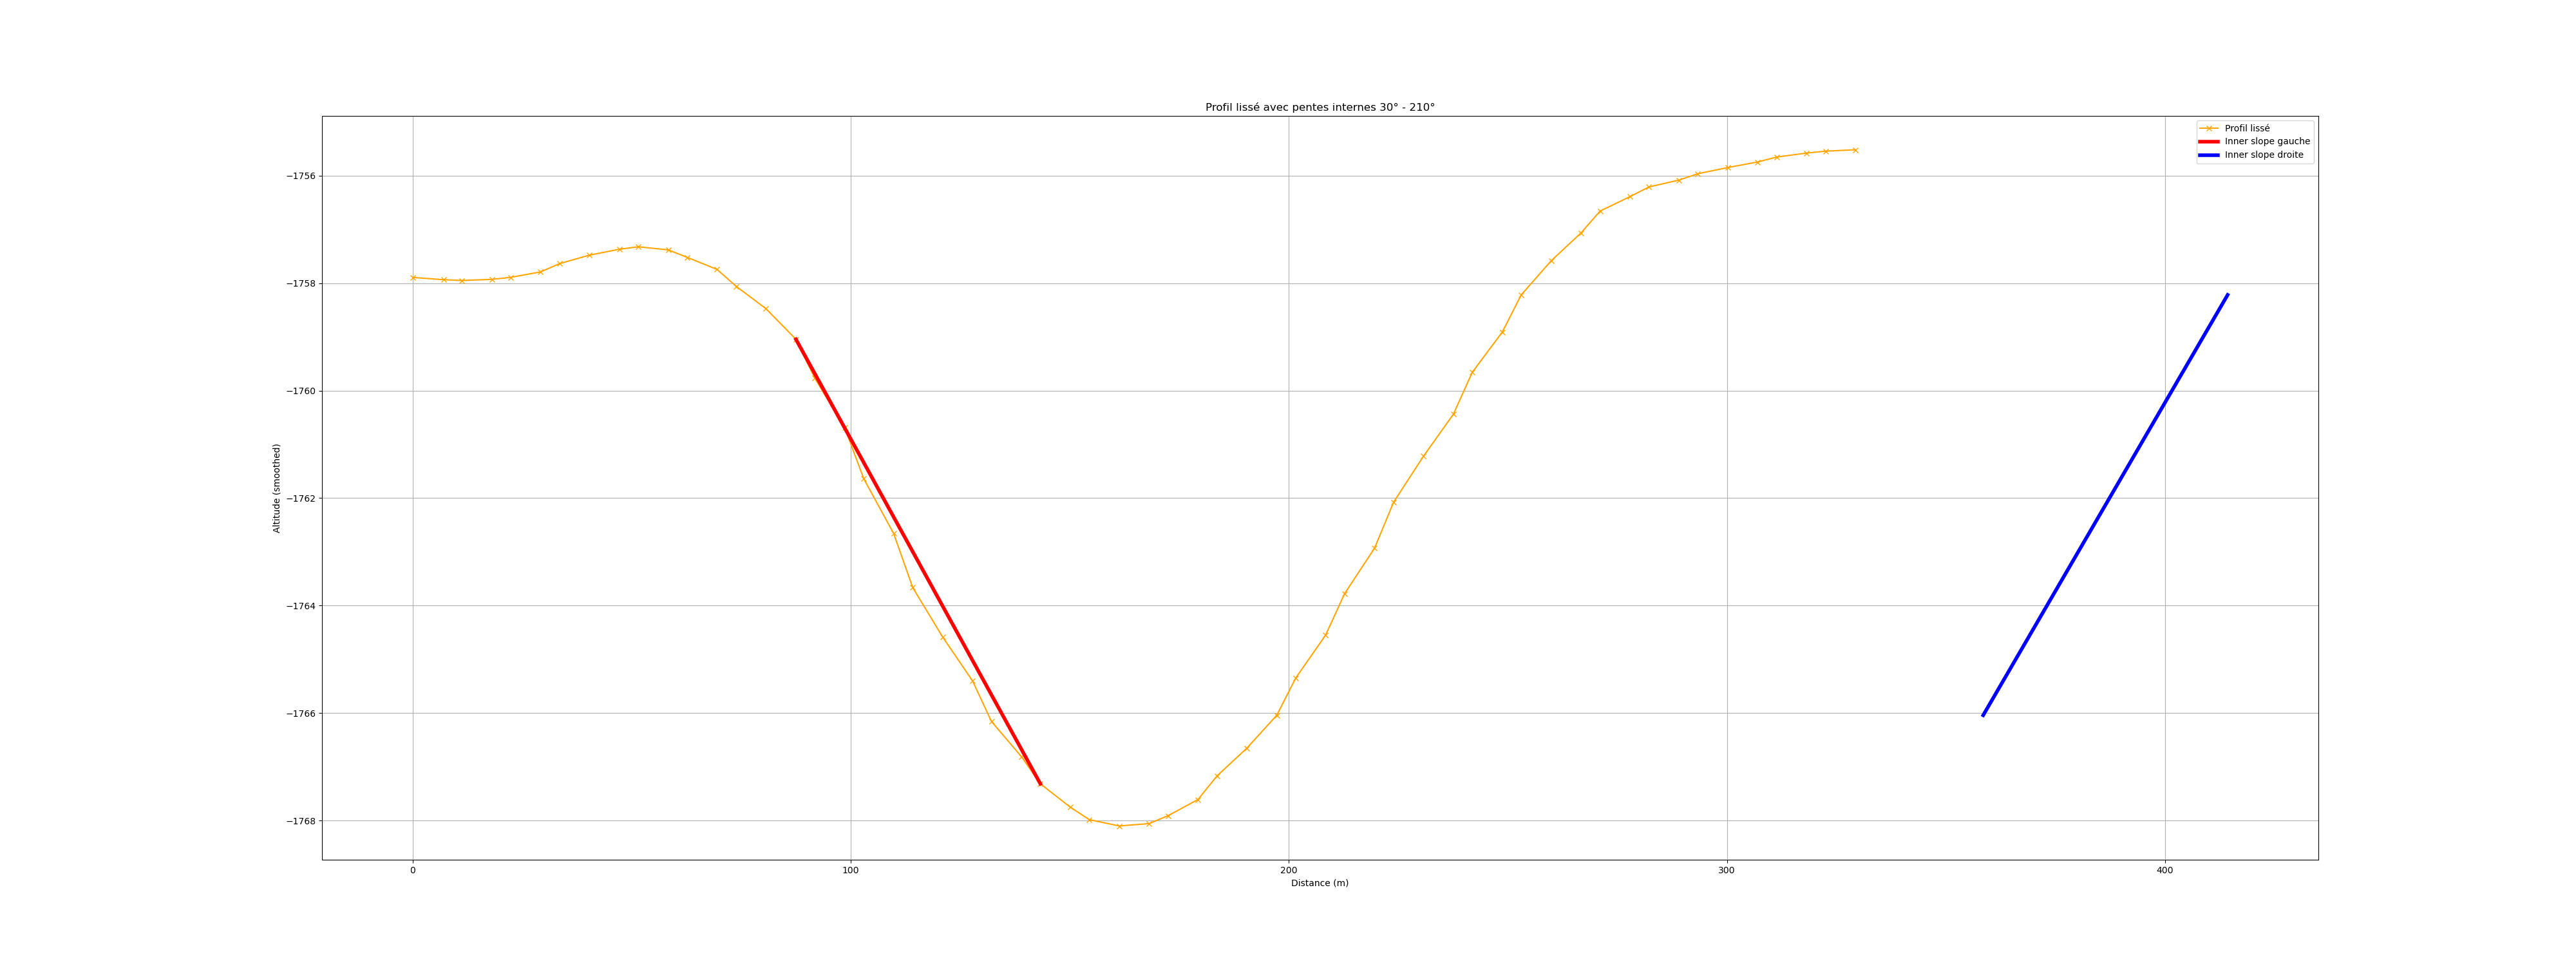 Profil lissé avec pentes internes 30° - 210°
Profil lissé
Inner slope gauche
Inner slope droite
−1756
−1758
−1760
−1762
−1764
−1766
−1768
Altitude (smoothed)
0 100 200 300 400
Distance (m)